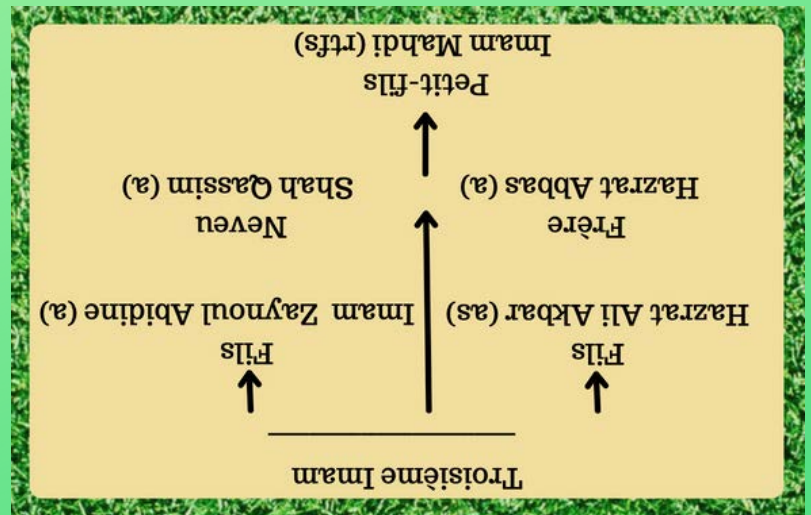 Troisième Imam
Fils
Hazrat Ali Akbar (as)
Fils
Imam Zaynoul Abidine (a)
Frère
Hazrat Abbas (a)
Neveu
Shah Qassim (a)
Petit-fils
Imam Mahdi (rtfs)